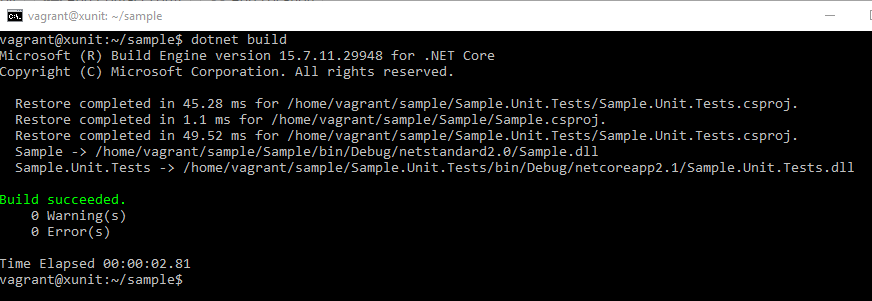 vagrant@xunit: ~/sample
vagrant@xunit:~/sample$ dotnet build
Microsoft (R) Build Engine version 15.7.11.29948 for .NET Core
Copyright (C) Microsoft Corporation. All rights reserved.
Restore completed in 45.28 ms for /home/vagrant/sample/Sample.Unit.Tests/Sample.Unit.Tests.csproj.
Restore completed in 1.1 ms for /home/vagrant/sample/Sample/Sample.csproj.
Restore completed in 49.52 ms for /home/vagrant/sample/Sample.Unit.Tests/Sample.Unit.Tests.csproj.
Sample -> /home/vagrant/sample/Sample/bin/Debug/netstandard2.0/Sample.dll
Sample.Unit.Tests -> /home/vagrant/sample/Sample.Unit.Tests/bin/Debug/netcoreapp2.1/Sample.Unit.Tests.dll
Build succeeded.
0 Warning(s)
0 Error(s)
Time Elapsed 00:00:02.81
vagrant@xunit:~/sample$